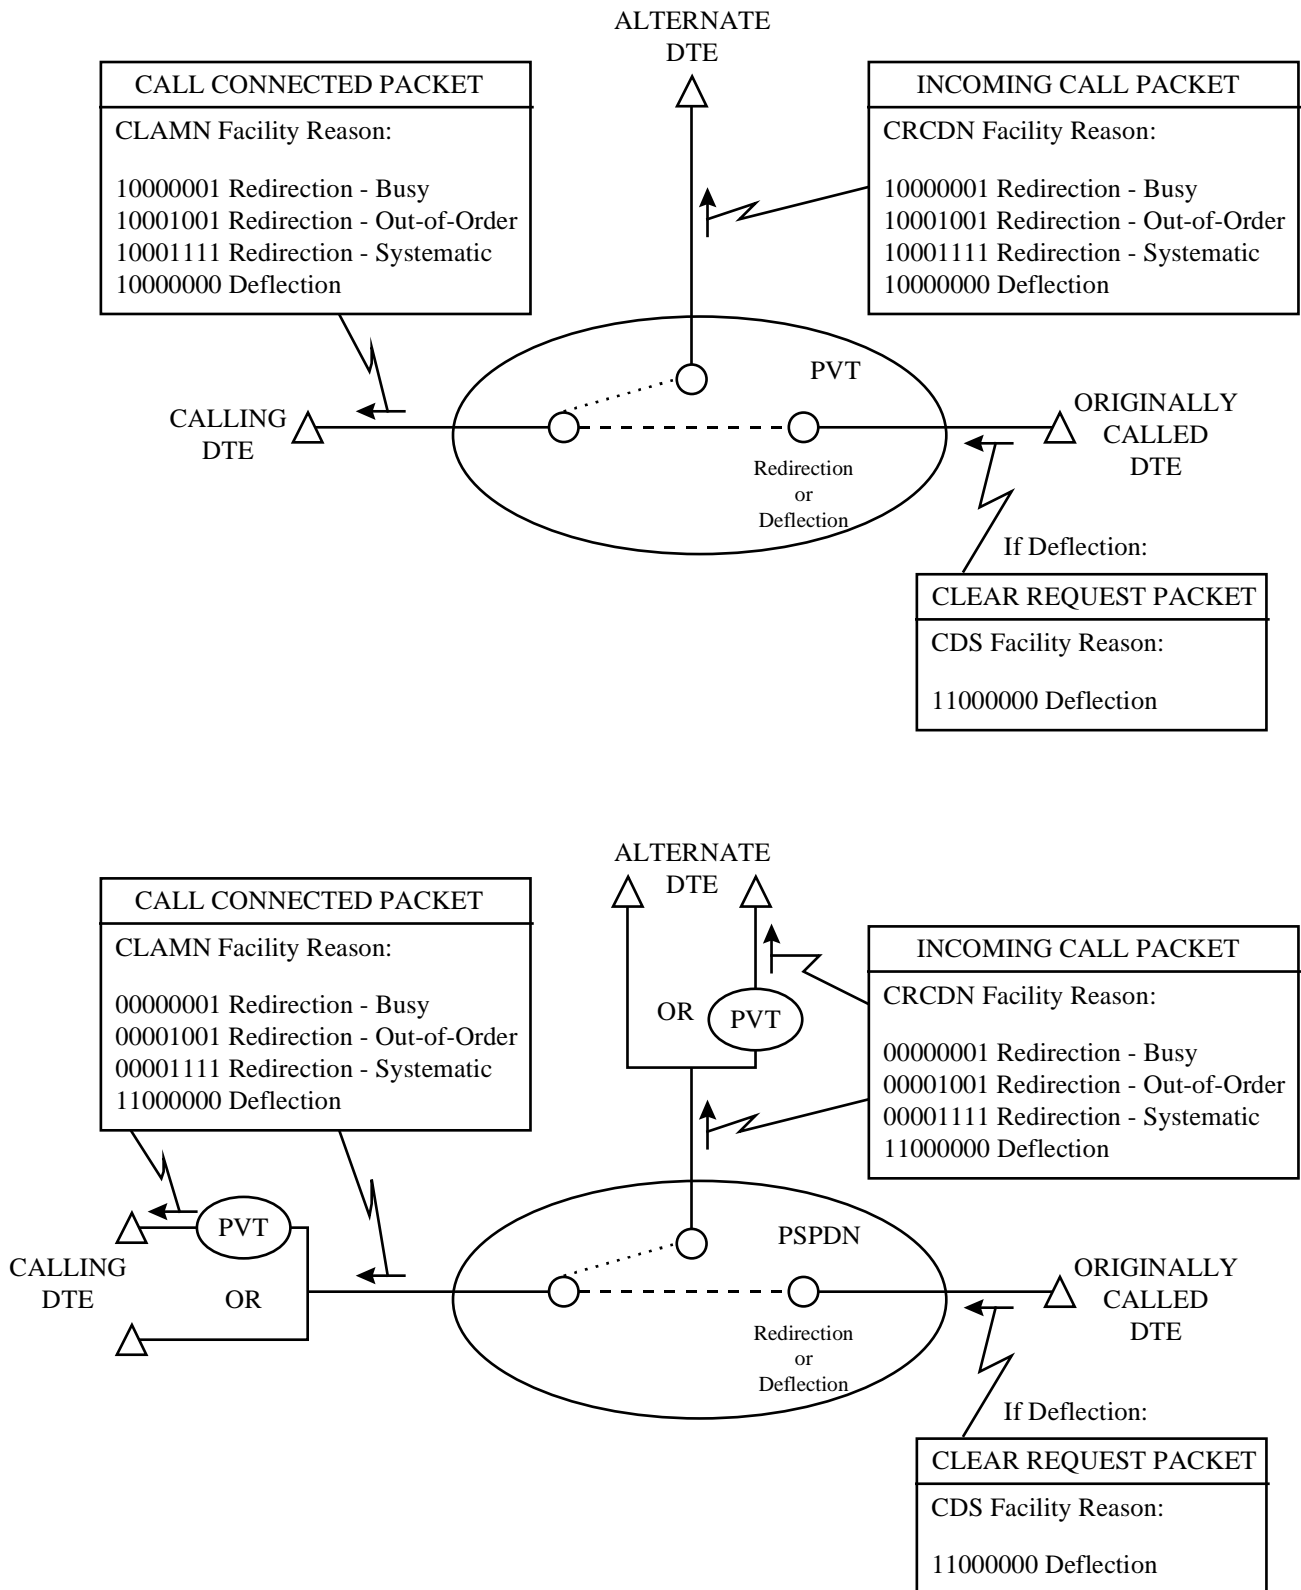 ALTERNATE
DTE
CALL CONNECTED PACKET
CLAMN Facility Reason:
10000001 Redirection - Busy
10001001 Redirection - Out-of-Order
10001111 Redirection - Systematic
10000000 Deflection
INCOMING CALL PACKET
CRCDN Facility Reason:
10000001 Redirection - Busy
10001001 Redirection - Out-of-Order
10001111 Redirection - Systematic
10000000 Deflection
PVT
CALLING
DTE
ORIGINALLY
CALLED
DTE
Redirection
or
Deflection
If Deflection:
CLEAR REQUEST PACKET
CDS Facility Reason:
11000000 Deflection
ALTERNATE
DTE
CALL CONNECTED PACKET
CLAMN Facility Reason:
00000001 Redirection - Busy
00001001 Redirection - Out-of-Order
00001111 Redirection - Systematic
11000000 Deflection
OR
PVT
INCOMING CALL PACKET
CRCDN Facility Reason:
00000001 Redirection - Busy
00001001 Redirection - Out-of-Order
00001111 Redirection - Systematic
11000000 Deflection
PVT
CALLING
DTE
OR
PSPDN
ORIGINALLY
CALLED
DTE
Redirection
or
Deflection
If Deflection:
CLEAR REQUEST PACKET
CDS Facility Reason:
11000000 Deflection